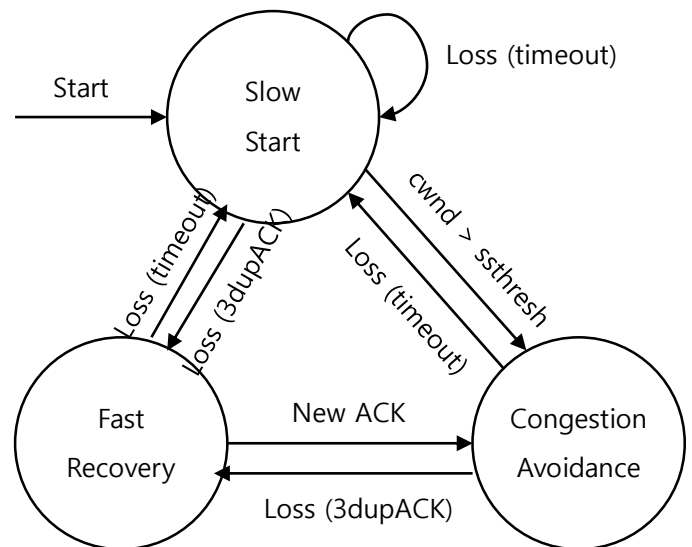 Loss (timeout)
Start
Slow
Start
cwnd > ssthresh
Loss (timeout)
Loss (3dupACK)
Loss (timeout)
Fast
Recovery
New ACK
Congestion
Avoidance
Loss (3dupACK)